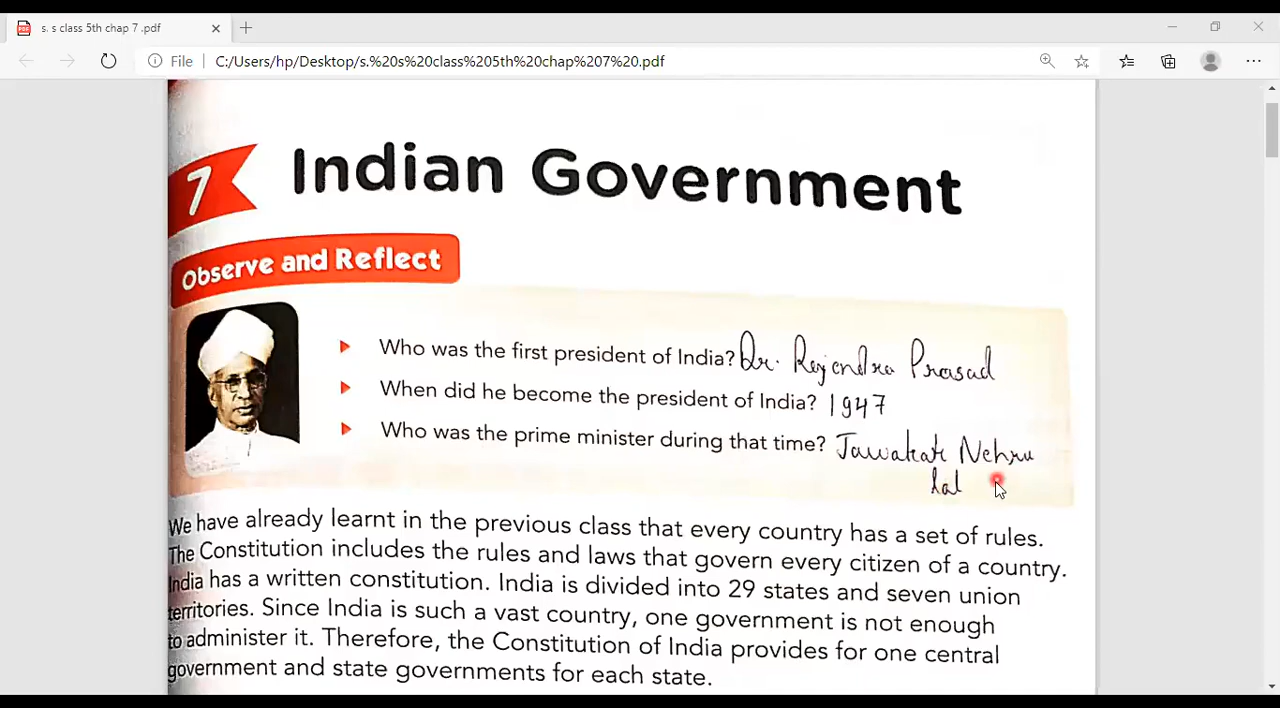 s. s class 5th chap 7 .pdf
File
C:/Users/hp/Desktop/s.%20s%20class%205th%20chap%207%20.pdf
7
Indian Government
Observe and Reflect
Who was the first president of India? Dr. Rajendra Prasad
When did he become the president of India? 1947
Who was the prime minister during that time? Jawahar Nehru
lal
We have already learnt in the previous class that every country has a set of rules.
The Constitution includes the rules and laws that govern every citizen of a country.
India has a written constitution. India is divided into 29 states and seven union
territories. Since India is such a vast country, one government is not enough
to administer it. Therefore, the Constitution of India provides for one central
government and state governments for each state.